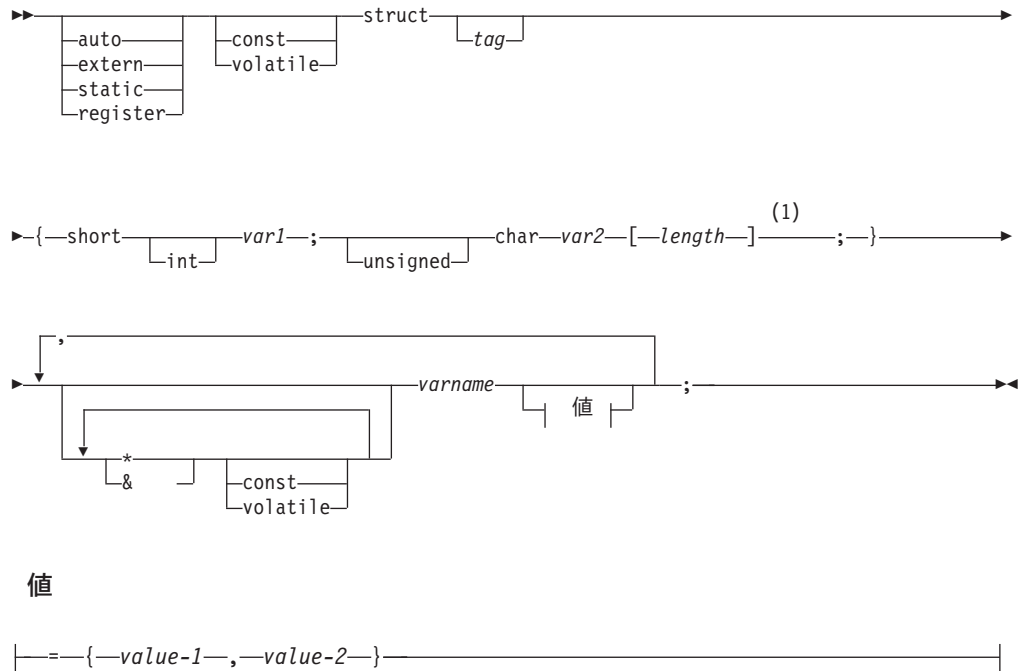 struct
auto const tag
extern volatile
static
register
(1)
{ short var1 ; char var2 [ length ] ; }
int unsigned
,
varname ;
値
*
& const
volatile
値
= { value-1 , value-2 }